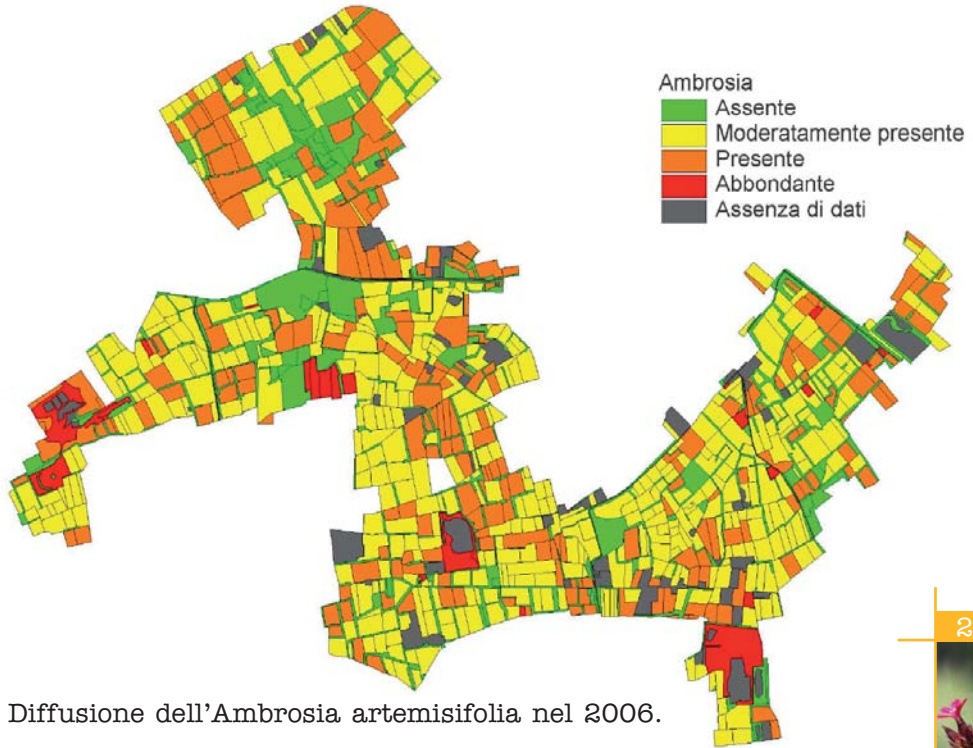 Ambrosia
Assente
Moderatamente presente
Presente
Abbondante
Assenza di dati
2
Diffusione dell'Ambrosia artemisifolia nel 2006.